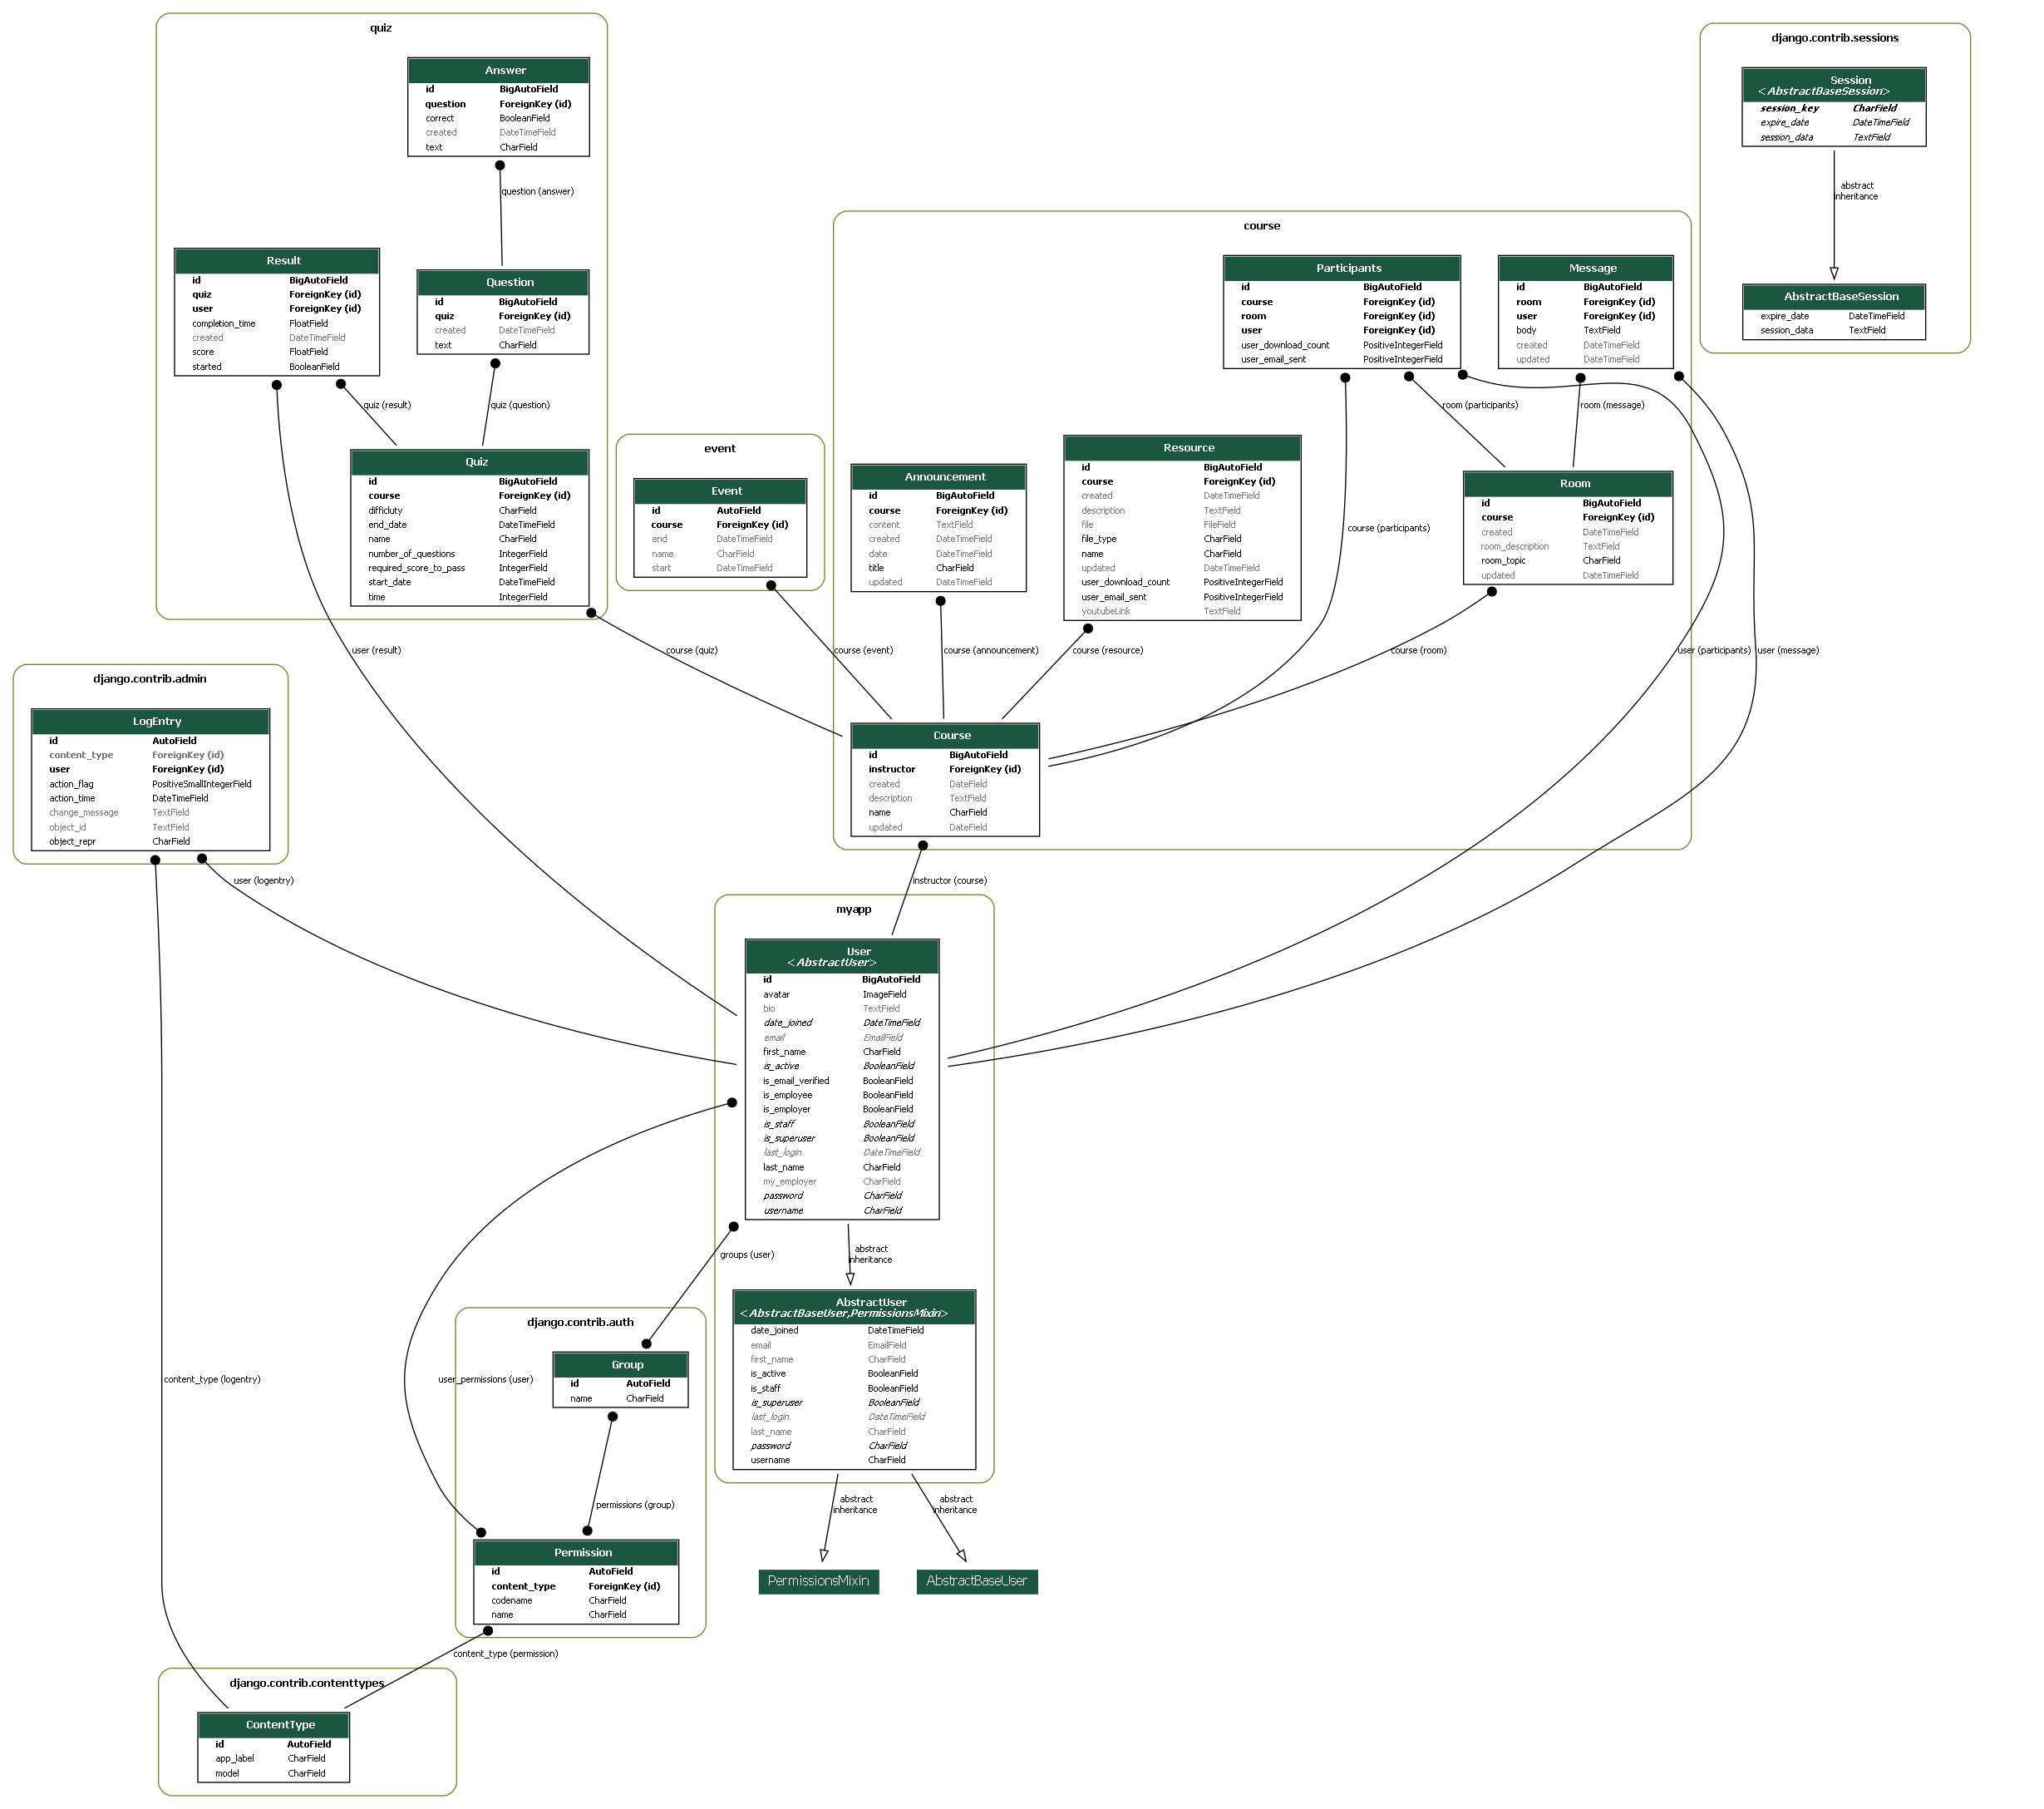 quiz
Answer
id BigAutoField
question ForeignKey (id)
correct BooleanField
created DateTimeField
text CharField
question (answer)
Result
id BigAutoField
quiz ForeignKey (id)
user ForeignKey (id)
completion_time FloatField
created DateTimeField
score FloatField
started BooleanField
Question
id BigAutoField
quiz ForeignKey (id)
created DateTimeField
text CharField
quiz (result)
quiz (question)
Quiz
id BigAutoField
course ForeignKey (id)
difficluty CharField
end_date DateTimeField
name CharField
number_of_questions IntegerField
required_score_to_pass IntegerField
start_date DateTimeField
time IntegerField
event
Event
id AutoField
course ForeignKey (id)
end DateTimeField
name CharField
start DateTimeField
course
Participants
id BigAutoField
course ForeignKey (id)
room ForeignKey (id)
user ForeignKey (id)
user_download_count PositiveIntegerField
user_email_sent PositiveIntegerField
Message
id BigAutoField
room ForeignKey (id)
user ForeignKey (id)
body TextField
created DateTimeField
updated DateTimeField
room (participants)
room (message)
Announcement
id BigAutoField
course ForeignKey (id)
content TextField
created DateTimeField
date DateTimeField
title CharField
updated DateTimeField
Resource
id BigAutoField
course ForeignKey (id)
created DateTimeField
description TextField
file FileField
file_type CharField
name CharField
updated DateTimeField
user_download_count PositiveIntegerField
user_email_sent PositiveIntegerField
youtubeLink TextField
course (participants)
Room
id BigAutoField
course ForeignKey (id)
created DateTimeField
room_description TextField
room_topic CharField
updated DateTimeField
user (result)
course (quiz)
course (event)
course (announcement)
course (resource)
course (room)
user (participants)
user (message)
Course
id BigAutoField
instructor ForeignKey (id)
created DateField
description TextField
name CharField
updated DateField
django.contrib.sessions
Session
<AbstractBaseSession>
session_key CharField
expire_date DateTimeField
session_data TextField
abstract
inheritance
AbstractBaseSession
expire_date DateTimeField
session_data TextField
django.contrib.admin
LogEntry
id AutoField
content_type ForeignKey (id)
user ForeignKey (id)
action_flag PositiveSmallIntegerField
action_time DateTimeField
change_message TextField
object_id TextField
object_repr CharField
user (logentry)
instructor (course)
myapp
User
<AbstractUser>
id BigAutoField
avatar ImageField
bio TextField
date_joined DateTimeField
email EmailField
first_name CharField
is_active BooleanField
is_email_verified BooleanField
is_employee BooleanField
is_employer BooleanField
is_staff BooleanField
is_superuser BooleanField
last_login DateTimeField
last_name CharField
my_employer CharField
password CharField
username CharField
groups (user)
abstract
inheritance
AbstractUser
<AbstractBaseUser,PermissionsMixin>
date_joined DateTimeField
email EmailField
first_name CharField
is_active BooleanField
is_staff BooleanField
is_superuser BooleanField
last_login DateTimeField
last_name CharField
password CharField
username CharField
abstract
inheritance
abstract
inheritance
PermissionsMixin
AbstractBaseUser
content_type (logentry)
user_permissions (user)
django.contrib.auth
Group
id AutoField
name CharField
permissions (group)
Permission
id AutoField
content_type ForeignKey (id)
codename CharField
name CharField
content_type (permission)
django.contrib.contenttypes
ContentType
id AutoField
app_label CharField
model CharField